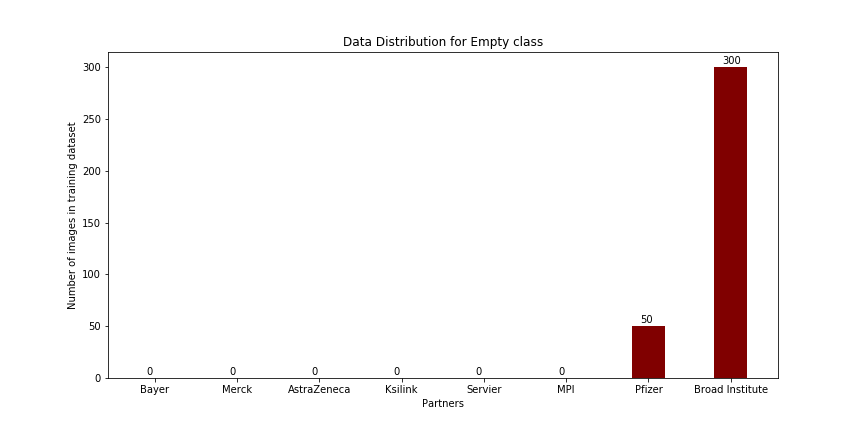 Data Distribution for Empty class
Number of images in training dataset
300
250
200
150
100
50
0
0 0 0 0 0 0 50 300
Bayer Merck AstraZeneca Ksilink Servier MPI Pfizer Broad Institute
Partners